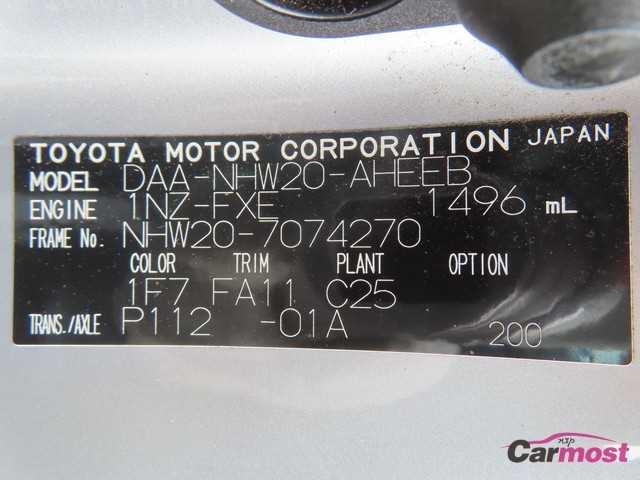 TOYOTA MOTOR CORPORATION JAPAN
MODEL DAA-NHW20-AHEEB
ENGINE 1NZ-FXE 1496 mL
FRAME No. NHW20-7074270
COLOR TRIM PLANT OPTION
1F7 FA11 C25
TRANS./AXLE P112 -01A 200
nsp
Carmost